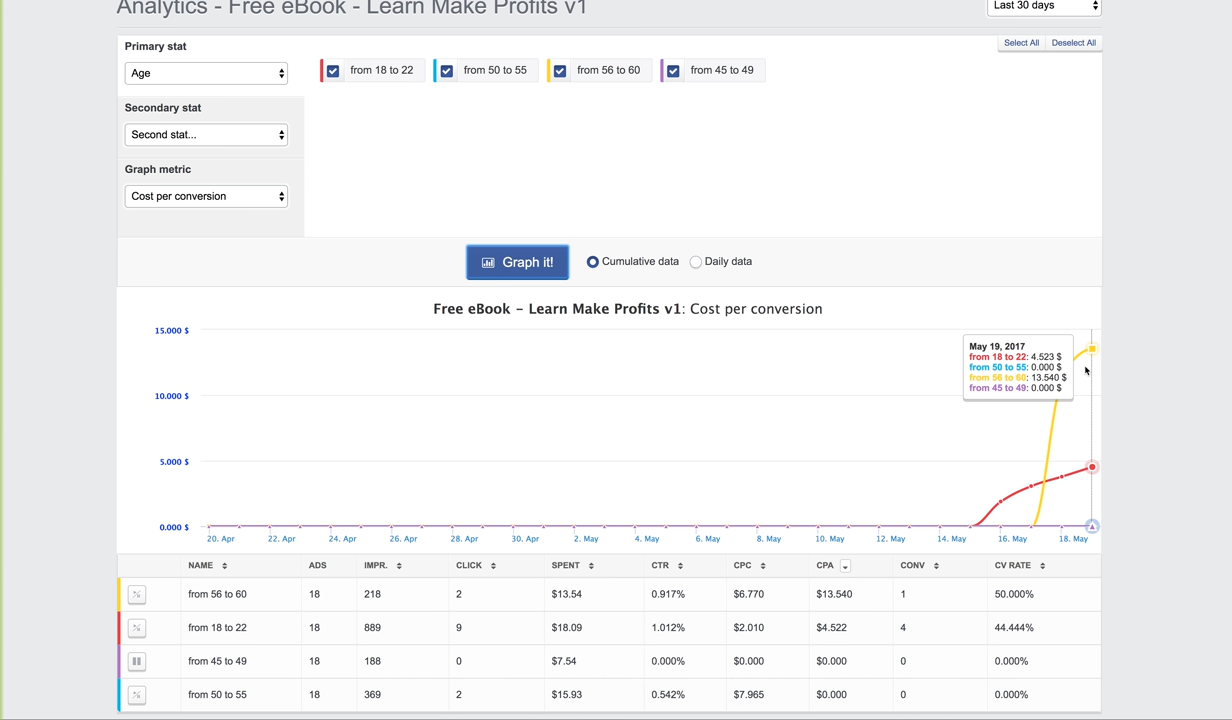 Analytics - Free eBook - Learn Make Profits v1
Last 30 days
Primary stat
Select All Deselect All
Age
from 18 to 22 from 50 to 55 from 56 to 60 from 45 to 49
Secondary stat
Second stat...
Graph metric
Cost per conversion
Graph it! Cumulative data Daily data
Free eBook – Learn Make Profits v1: Cost per conversion
15.000 $
10.000 $
5.000 $
0.000 $
May 19, 2017
from 18 to 22: 4.523 $
from 50 to 55: 0.000 $
from 56 to 60: 13.540 $
from 45 to 49: 0.000 $
20. Apr 22. Apr 24. Apr 26. Apr 28. Apr 30. Apr 2. May 4. May 6. May 8. May 10. May 12. May 14. May 16. May 18. May
NAME ADS IMPR. CLICK SPENT CTR CPC CPA CONV CV RATE
from 56 to 60 18 218 2 $13.54 0.917% $6.770 $13.540 1 50.000%
from 18 to 22 18 889 9 $18.09 1.012% $2.010 $4.522 4 44.444%
from 45 to 49 18 188 0 $7.54 0.000% $0.000 $0.000 0 0.000%
from 50 to 55 18 369 2 $15.93 0.542% $7.965 $0.000 0 0.000%